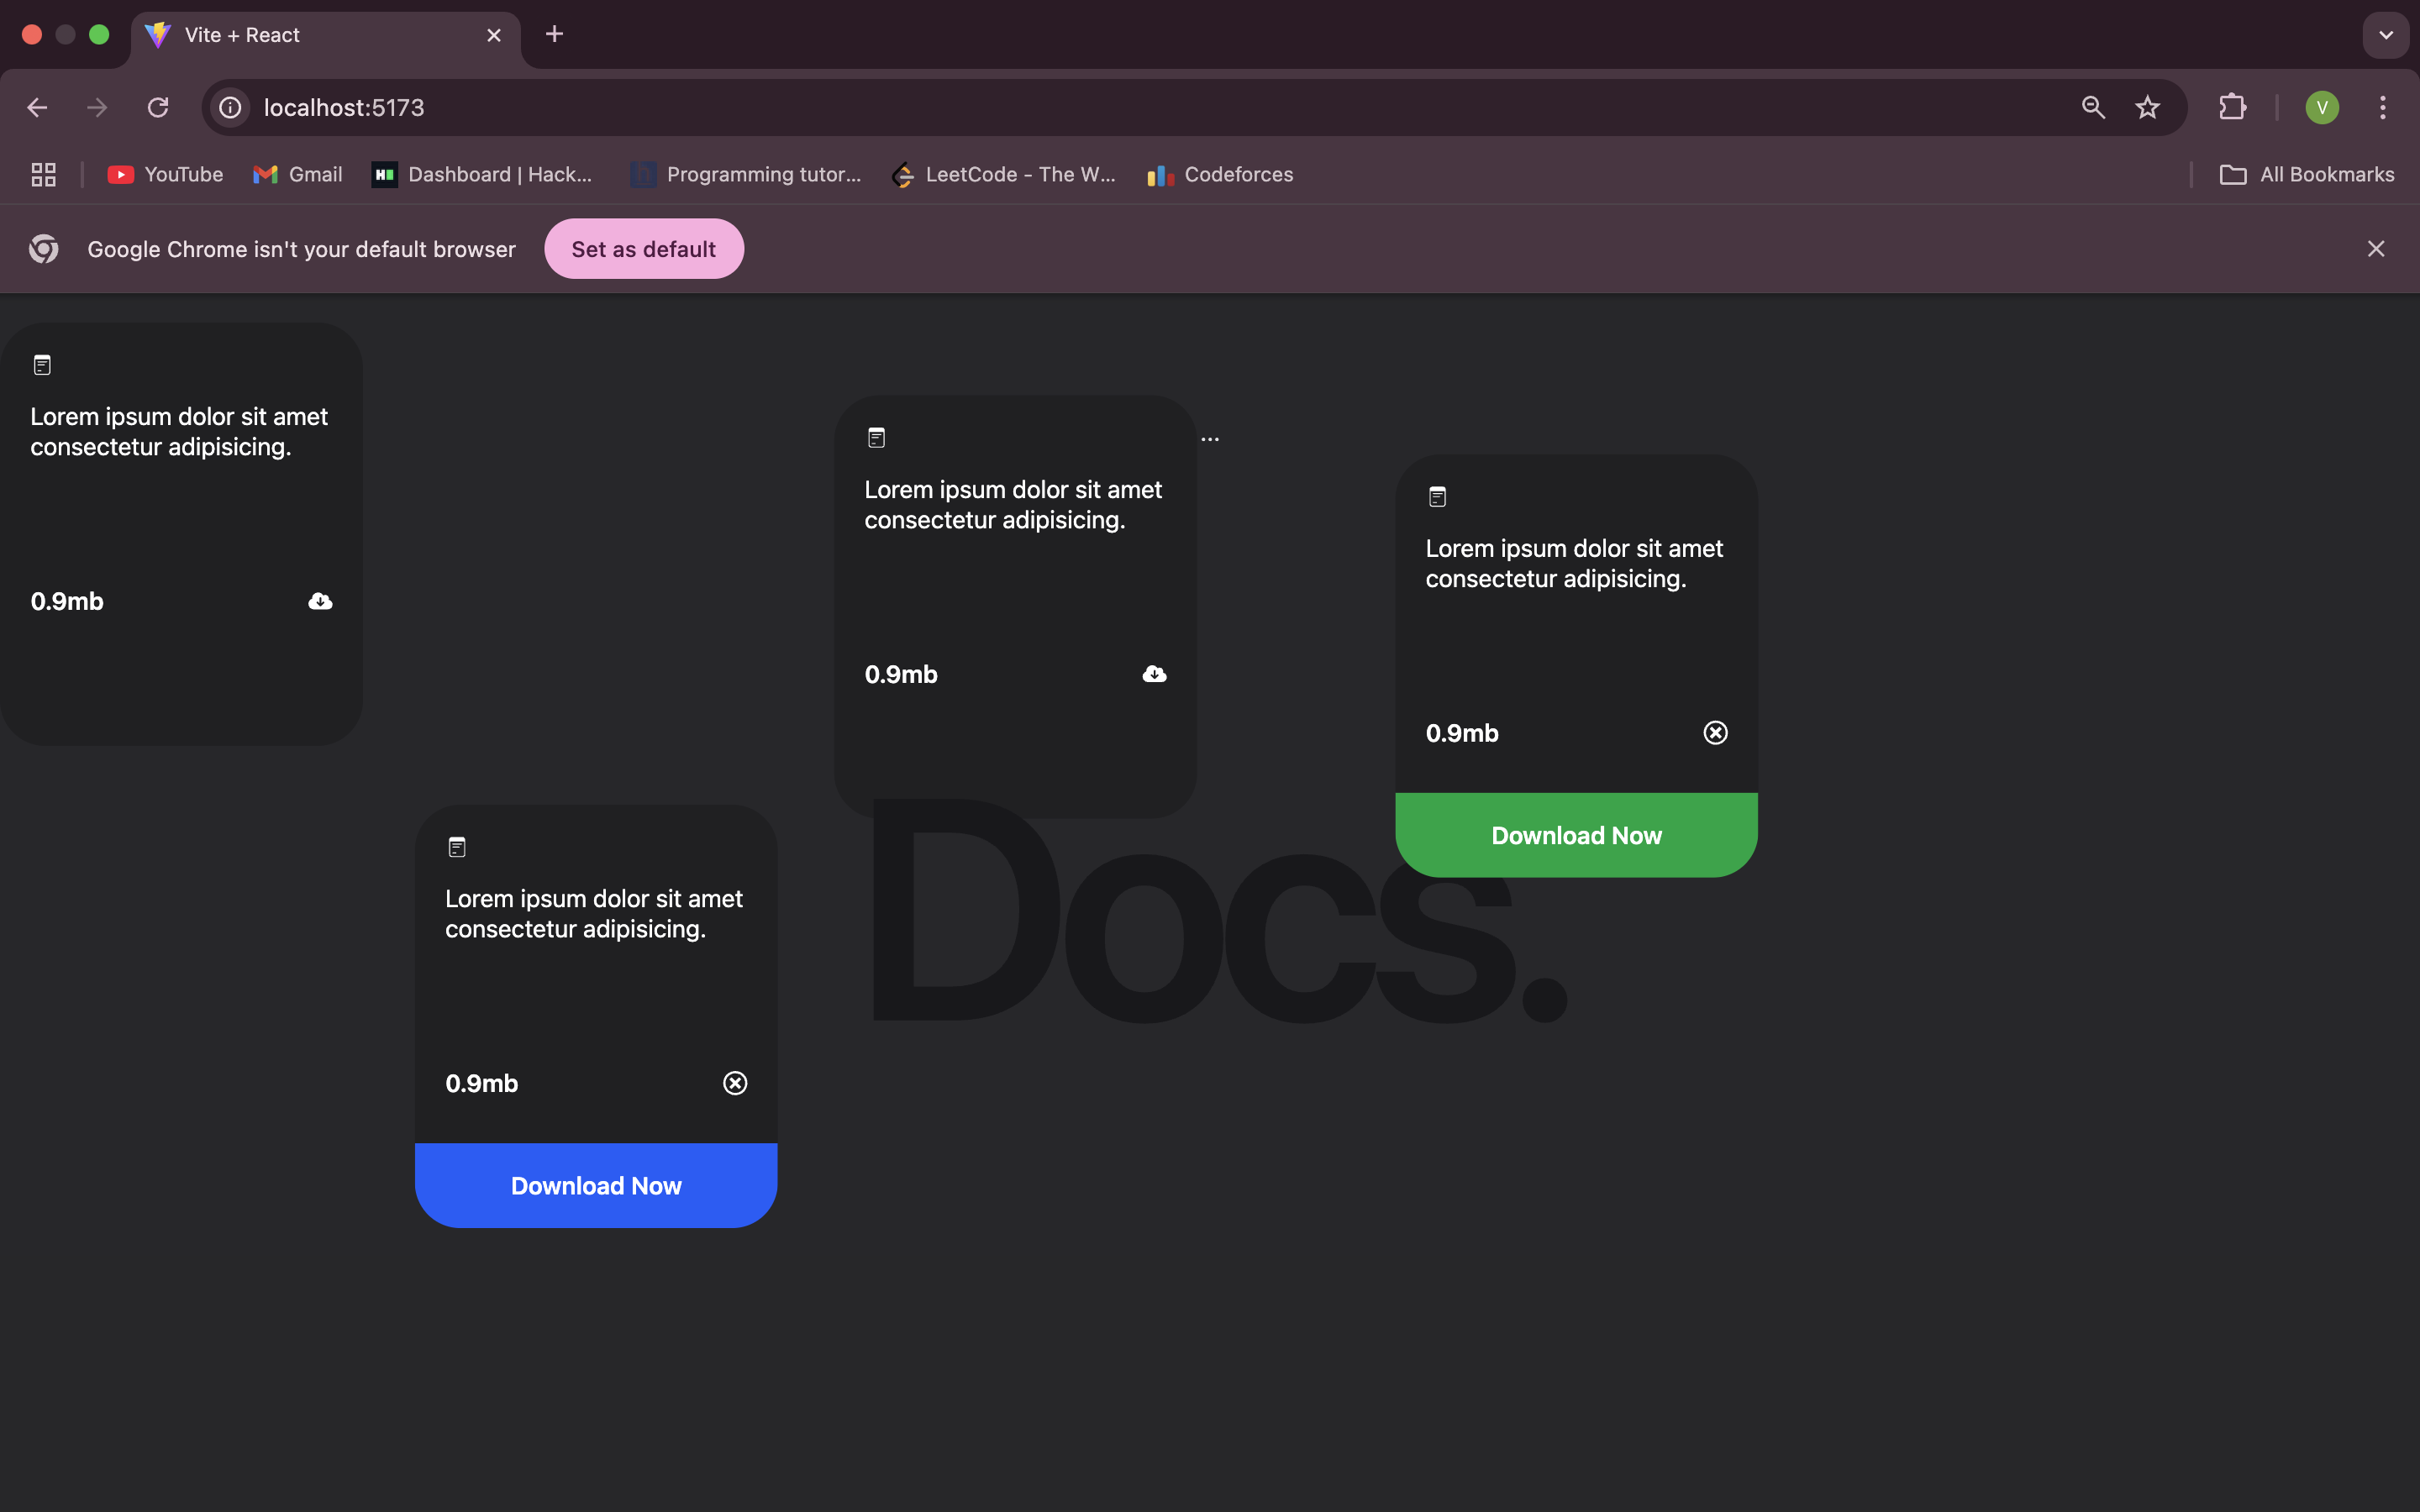 Vite + React
localhost:5173
YouTube
Gmail
Dashboard | Hack...
Programming tutor...
LeetCode - The W...
Codeforces
All Bookmarks
Google Chrome isn't your default browser
Set as default
V
Lorem ipsum dolor sit amet
consectetur adipisicing.
0.9mb
Lorem ipsum dolor sit amet
consectetur adipisicing.
0.9mb
Download Now
Lorem ipsum dolor sit amet
consectetur adipisicing.
0.9mb
...
Lorem ipsum dolor sit amet
consectetur adipisicing.
0.9mb
Download Now
Docs.